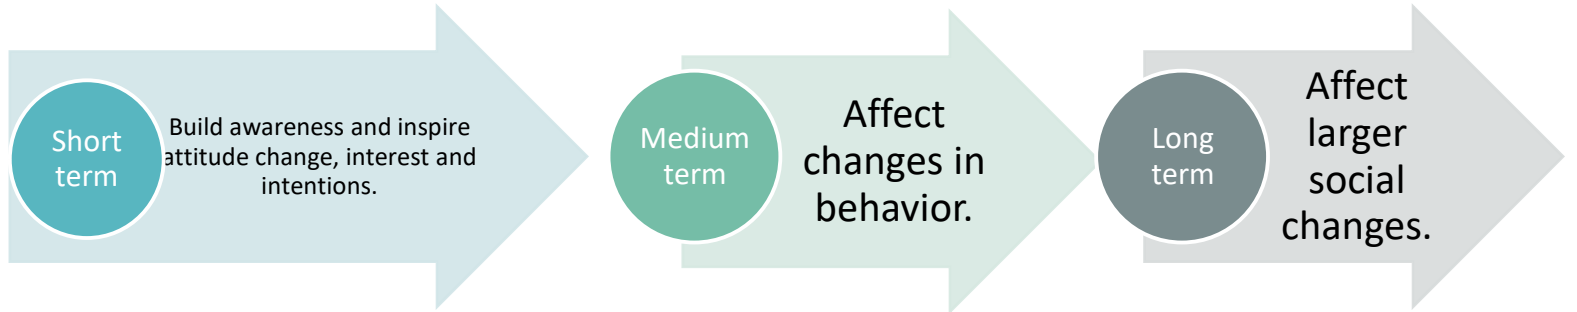 Short
term
Build awareness and inspire
attitude change, interest and
intentions.
Medium
term
Affect
changes in
behavior.
Long
term
Affect
larger
social
changes.